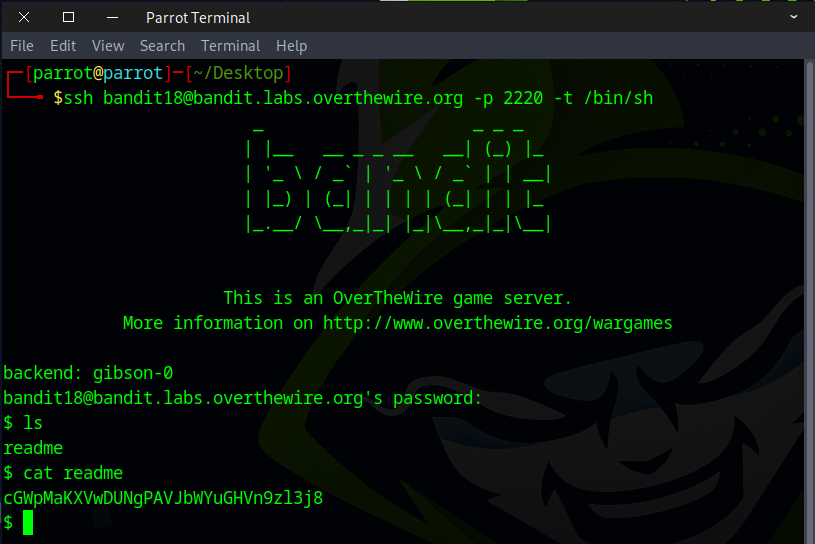 Parrot Terminal
File Edit View Search Terminal Help
┌─[parrot@parrot]─[~/Desktop]
└──╼ $ssh bandit18@bandit.labs.overthewire.org -p 2220 -t /bin/sh
                         _                     _ _ _
                        | |__   __ _ _ __   __| (_) |_
                        | '_ \ / _` | '_ \ / _` | | __|
                        | |_) | (_| | | | | (_| | | |_
                        |_.__/ \__,_|_| |_|\__,_|_|\__|
This is an OverTheWire game server.
More information on http://www.overthewire.org/wargames
backend: gibson-0
bandit18@bandit.labs.overthewire.org's password:
$ ls
readme
$ cat readme
cGWpMaKXVwDUNgPAVJbWYuGHVn9zl3j8
$